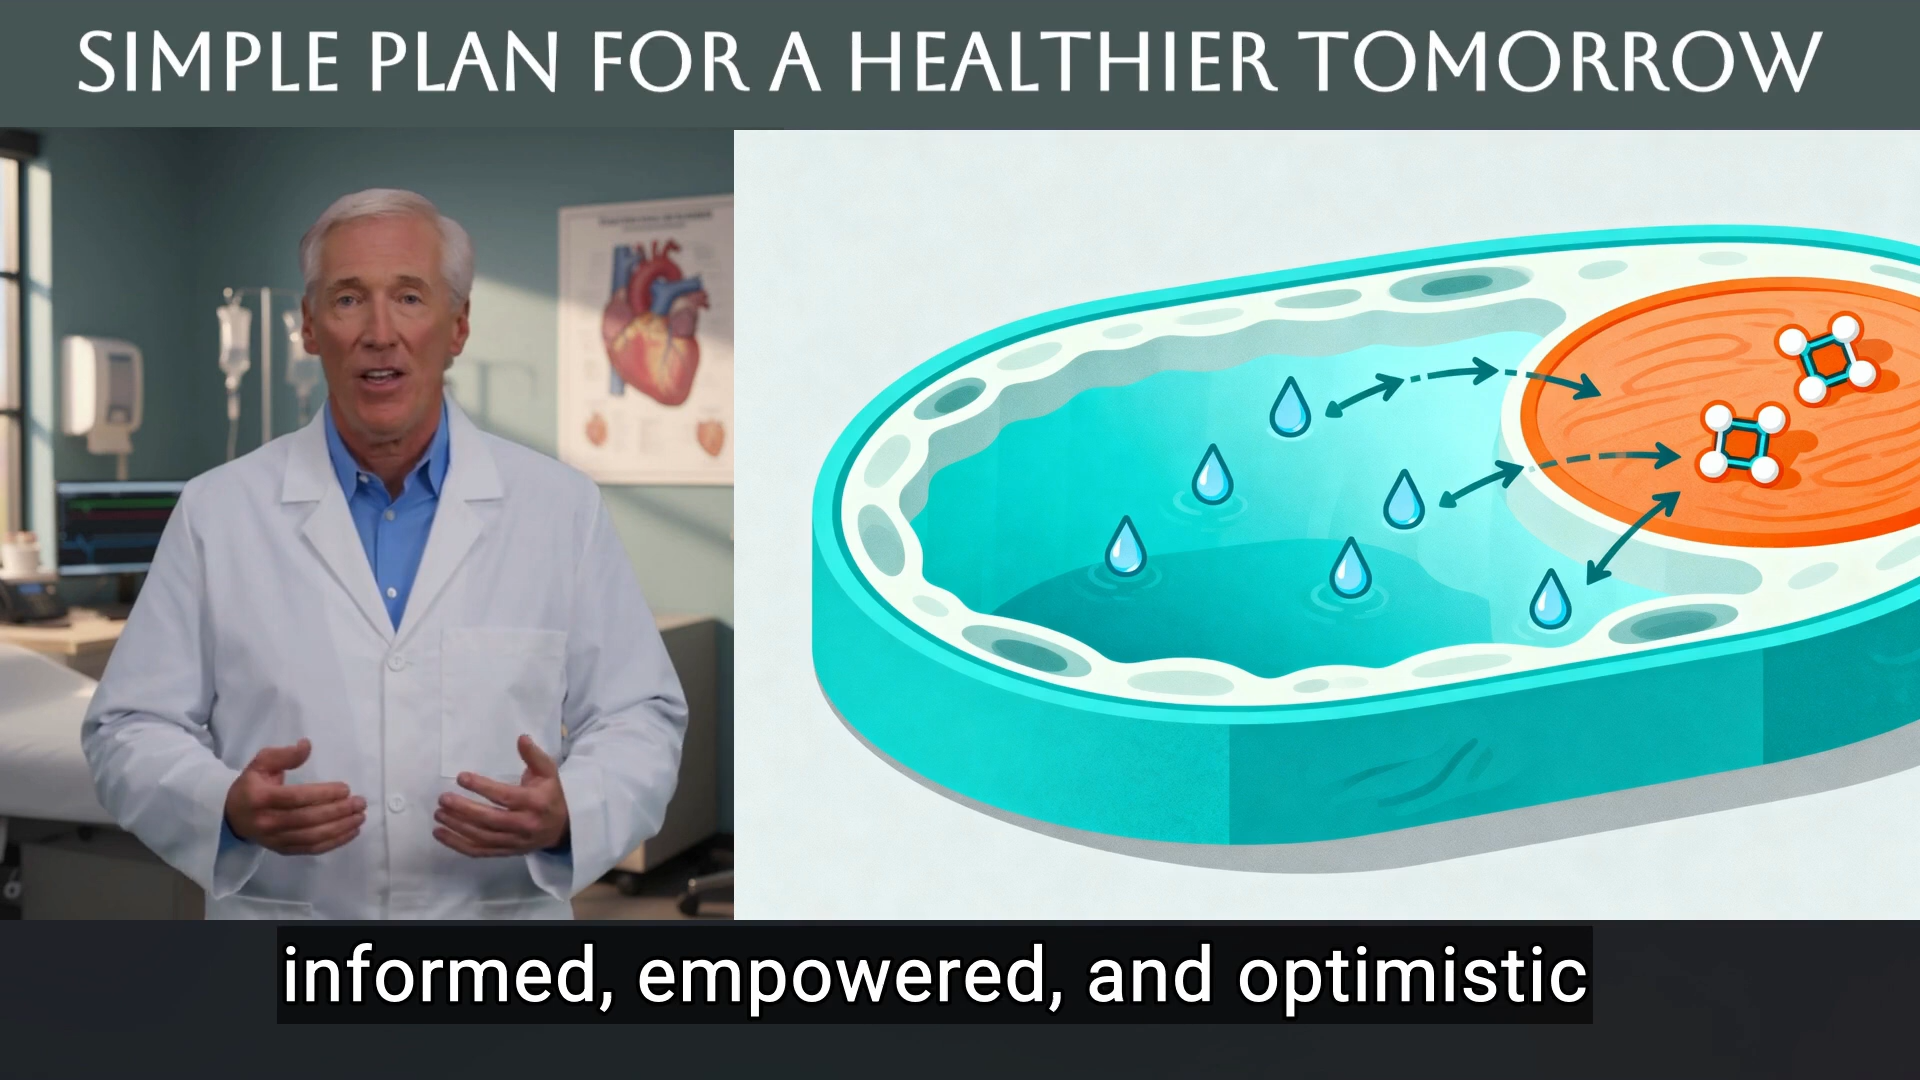 SIMPLE PLAN FOR A HEALTHIER TOMORROW
informed, empowered, and optimistic